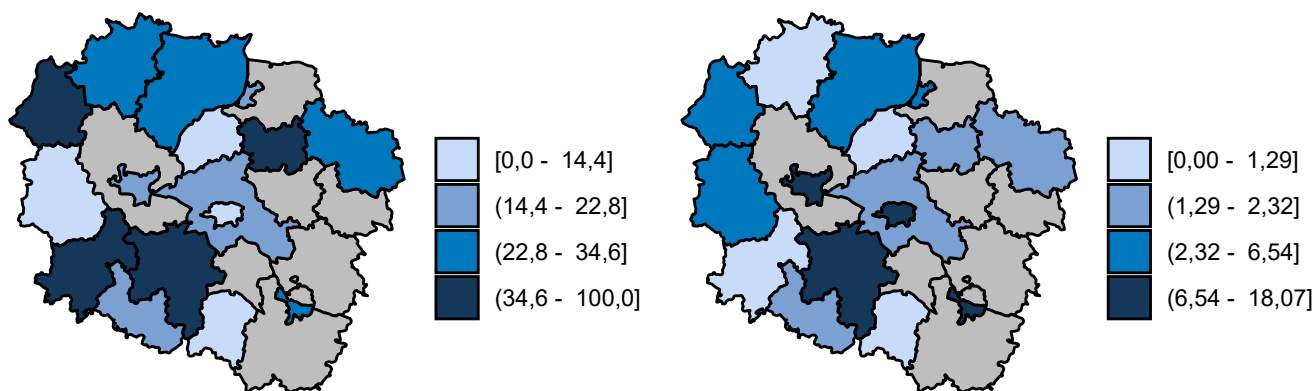 [0,0 - 14,4]
(14,4 - 22,8]
(22,8 - 34,6]
(34,6 - 100,0]
[0,00 - 1,29]
(1,29 - 2,32]
(2,32 - 6,54]
(6,54 - 18,07]